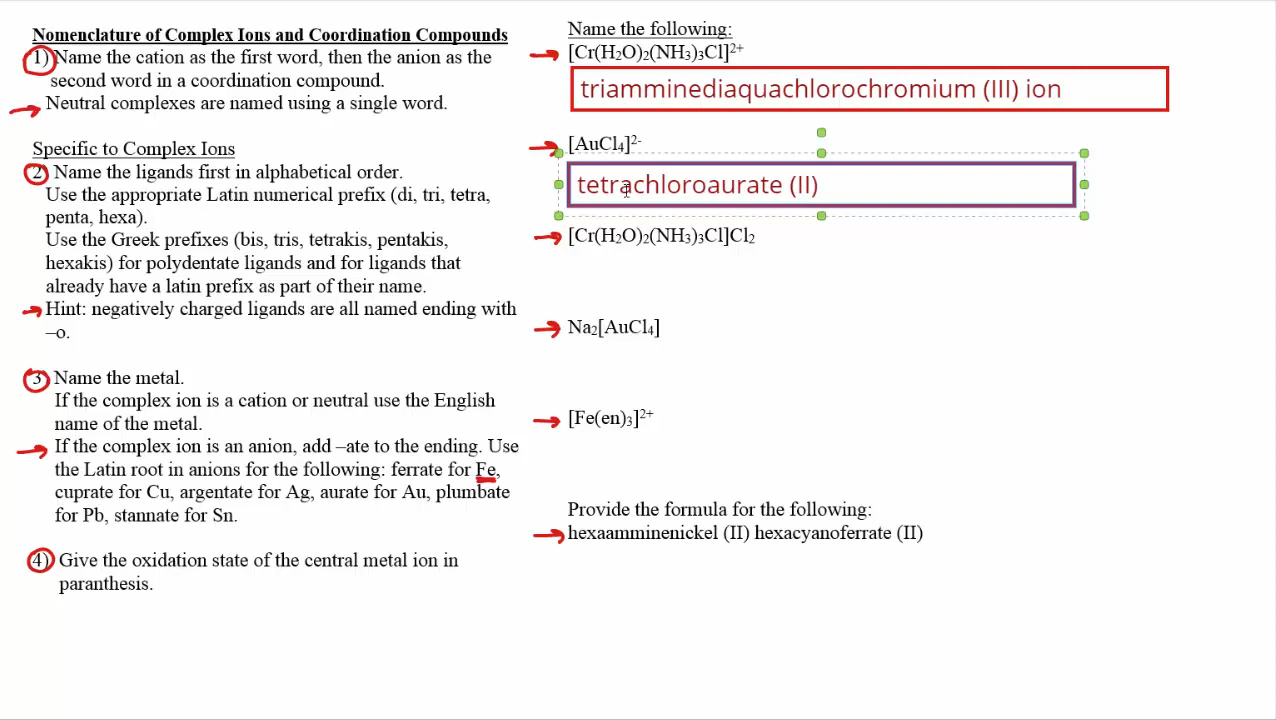 Nomenclature of Complex Ions and Coordination Compounds
1) Name the cation as the first word, then the anion as the
second word in a coordination compound.
Neutral complexes are named using a single word.
Specific to Complex Ions
2) Name the ligands first in alphabetical order.
Use the appropriate Latin numerical prefix (di, tri, tetra,
penta, hexa).
Use the Greek prefixes (bis, tris, tetrakis, pentakis,
hexakis) for polydentate ligands and for ligands that
already have a latin prefix as part of their name.
Hint: negatively charged ligands are all named ending with
–o.
3) Name the metal.
If the complex ion is a cation or neutral use the English
name of the metal.
If the complex ion is an anion, add –ate to the ending. Use
the Latin root in anions for the following: ferrate for Fe,
cuprate for Cu, argentate for Ag, aurate for Au, plumbate
for Pb, stannate for Sn.
4) Give the oxidation state of the central metal ion in
paranthesis.
Name the following:
[Cr(H₂O)₂(NH₃)₃Cl]²⁺
triamminediaquachlorochromium (III) ion
[AuCl₄]²⁻
tetrachloroaurate (II)
[Cr(H₂O)₂(NH₃)₃Cl]Cl₂
Na₂[AuCl₄]
[Fe(en)₃]²⁺
Provide the formula for the following:
hexaamminenickel (II) hexacyanoferrate (II)